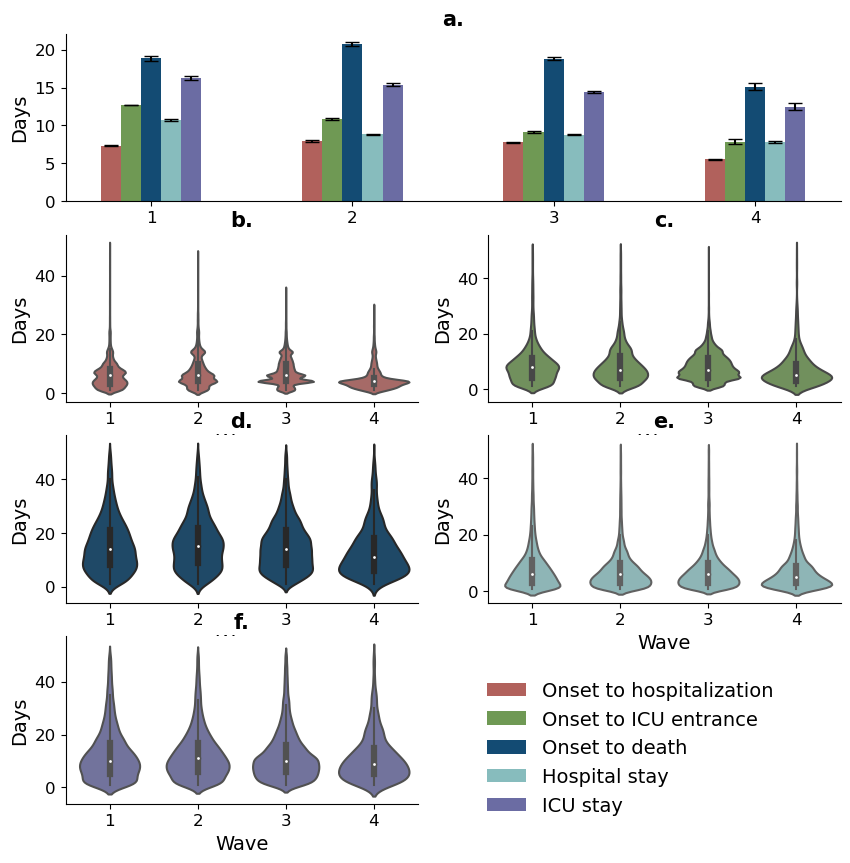 a.
Days
20
15
10
5
0
1 2 3 4
b.
Days
40
20
0
1 2 3 4
c.
Days
40
20
0
1 2 3 4
d.
Days
40
20
0
1 2 3 4
e.
Days
40
20
0
1 2 3 4
Wave
f.
Days
40
20
0
1 2 3 4
Wave
Onset to hospitalization
Onset to ICU entrance
Onset to death
Hospital stay
ICU stay